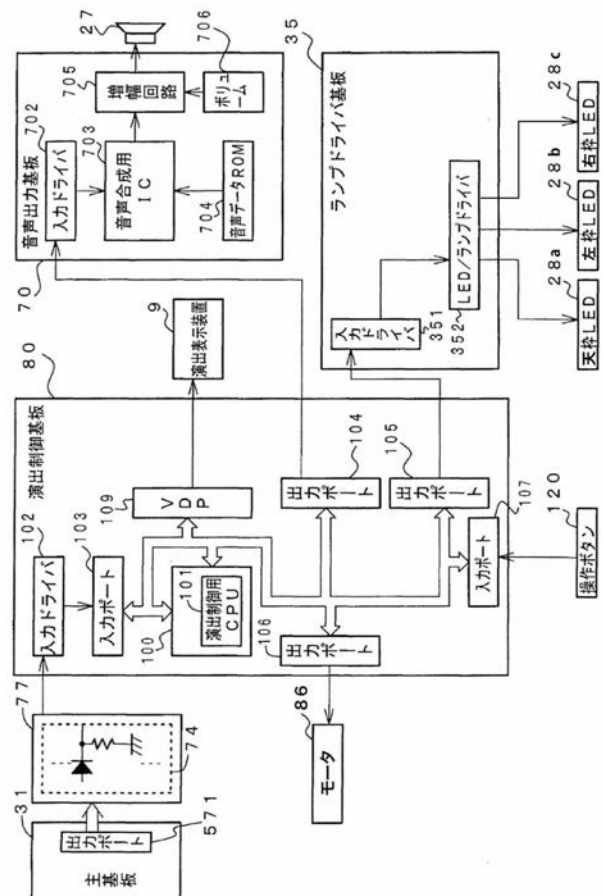 主基板
31
出力ポート
571
77
74
演出制御基板
80
102
入力ドライバ
103
入力ポート
109
VDP
9
演出表示装置
100
101
演出制御用
CPU
106
出力ポート
86
モータ
104
出力ポート
105
出力ポート
107
入力ポート
120
操作ボタン
音声出力基板
70
702
入力ドライバ
703
音声合成用
IC
704
音声データROM
705
増幅
回路
706
ボリュ
ーム
27
ランプドライバ基板
35
351
入力ドライバ
352
LED/ランプドライバ
28a
天枠LED
28b
左枠LED
28c
右枠LED